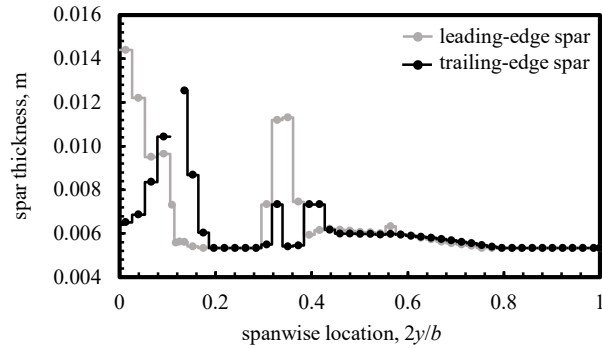 0.016
0.014
0.012
0.010
0.008
0.006
0.004
spar thickness, m
leading-edge spar
trailing-edge spar
0 0.2 0.4 0.6 0.8 1
spanwise location, 2y/b